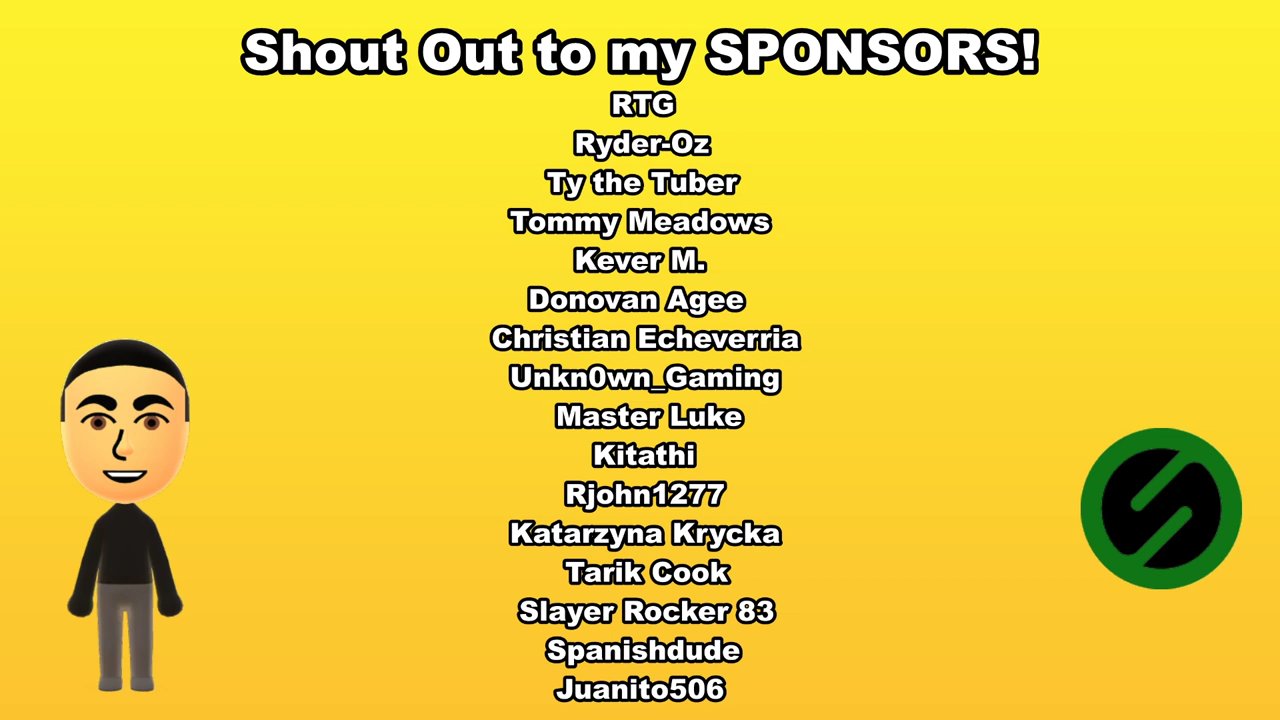 Shout Out to my SPONSORS!
RTG
Ryder-Oz
Ty the Tuber
Tommy Meadows
Kever M.
Donovan Agee
Christian Echeverria
Unkn0wn_Gaming
Master Luke
Kitathi
Rjohn1277
Katarzyna Krycka
Tarik Cook
Slayer Rocker 83
Spanishdude
Juanito506